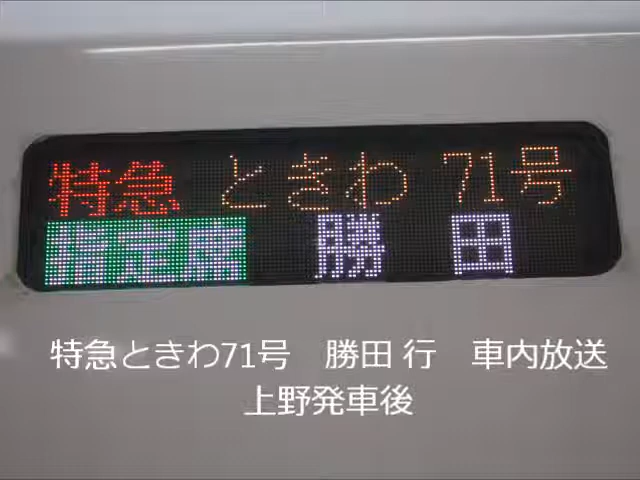 特急 ときわ 71号
指定席 勝田
特急ときわ71号 勝田 行 車内放送
上野発車後